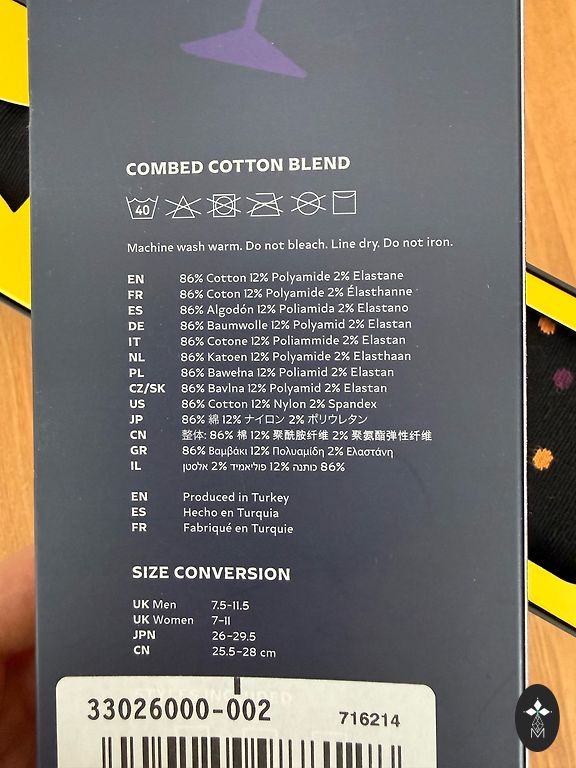 COMBED COTTON BLEND
40
Machine wash warm. Do not bleach. Line dry. Do not iron.
EN 86% Cotton 12% Polyamide 2% Elastane
FR 86% Coton 12% Polyamide 2% Élasthanne
ES 86% Algodón 12% Poliamida 2% Elastano
DE 86% Baumwolle 12% Polyamid 2% Elastan
IT 86% Cotone 12% Poliammide 2% Elastan
NL 86% Katoen 12% Polyamide 2% Elasthaan
PL 86% Bawełna 12% Poliamid 2% Elastan
CZ/SK 86% Bavlna 12% Polyamid 2% Elastan
US 86% Cotton 12% Nylon 2% Spandex
JP 86% 綿 12% ナイロン 2% ポリウレタン
CN 整体: 86% 棉 12% 聚酰胺纤维 2% 聚氨酯弹性纤维
GR 86% Βαμβάκι 12% Πολυαμίδη 2% Ελαστάνη
IL 86% כותנה 12% פוליאמיד 2% אלסטן
EN Produced in Turkey
ES Hecho en Turquia
FR Fabriqué en Turquie
SIZE CONVERSION
UK Men 7.5-11.5
UK Women 7-11
JPN 26-29.5
CN 25.5-28 cm
STYLES INCLUDED
33026000-002 716214